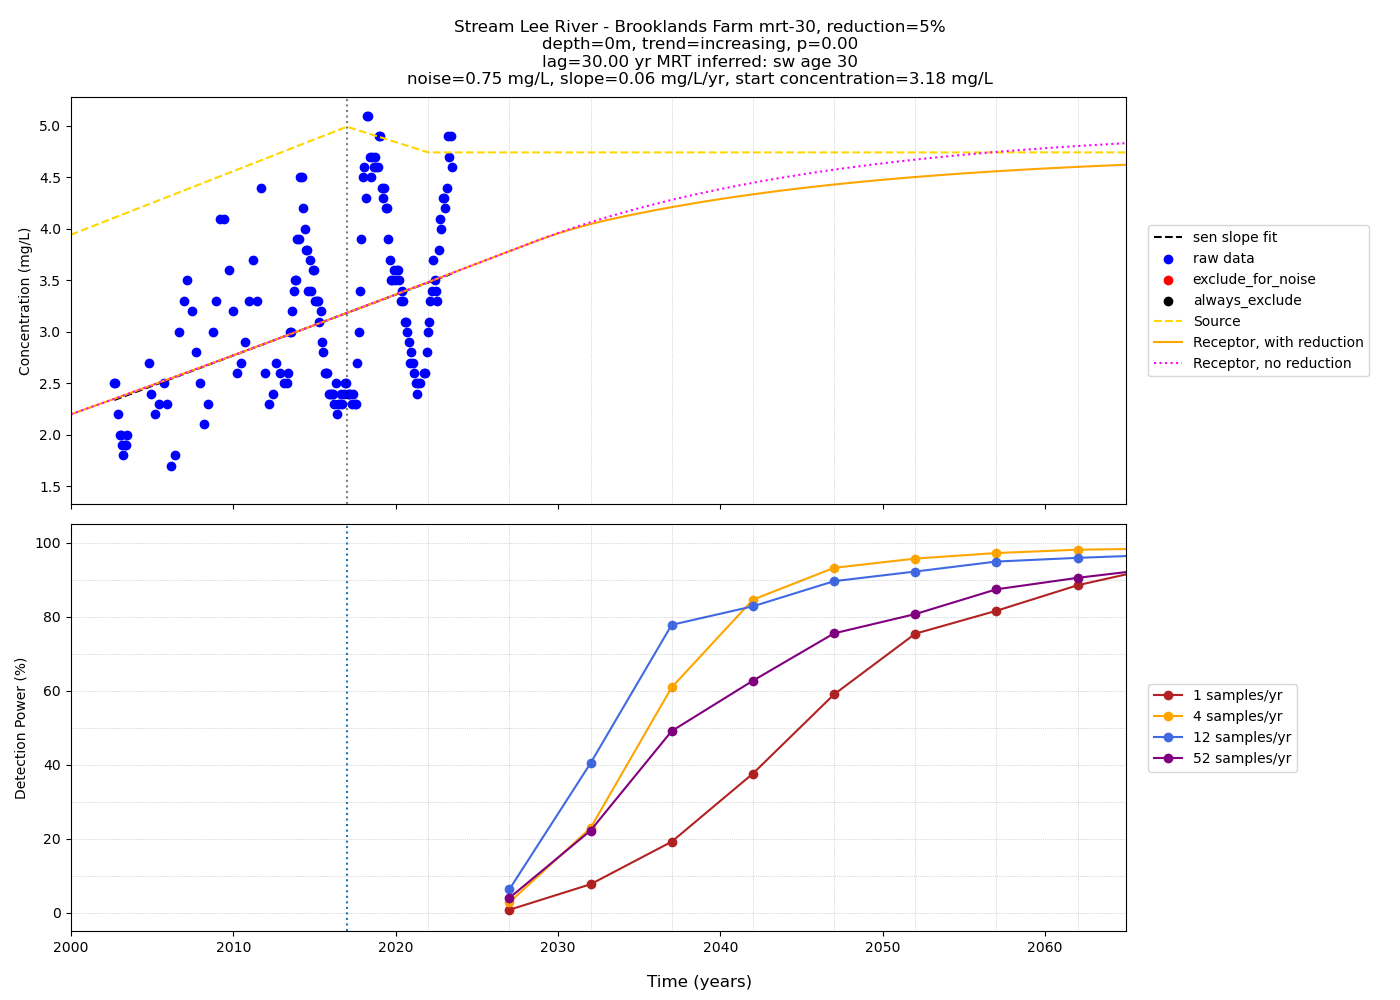 Stream Lee River - Brooklands Farm mrt-30, reduction=5%
depth=0m, trend=increasing, p=0.00
lag=30.00 yr MRT inferred: sw age 30
noise=0.75 mg/L, slope=0.06 mg/L/yr, start concentration=3.18 mg/L
Concentration (mg/L)
5.0
4.5
4.0
3.5
3.0
2.5
2.0
1.5
sen slope fit
raw data
exclude_for_noise
always_exclude
Source
Receptor, with reduction
Receptor, no reduction
Detection Power (%)
100
80
60
40
20
0
1 samples/yr
4 samples/yr
12 samples/yr
52 samples/yr
2000 2010 2020 2030 2040 2050 2060
Time (years)